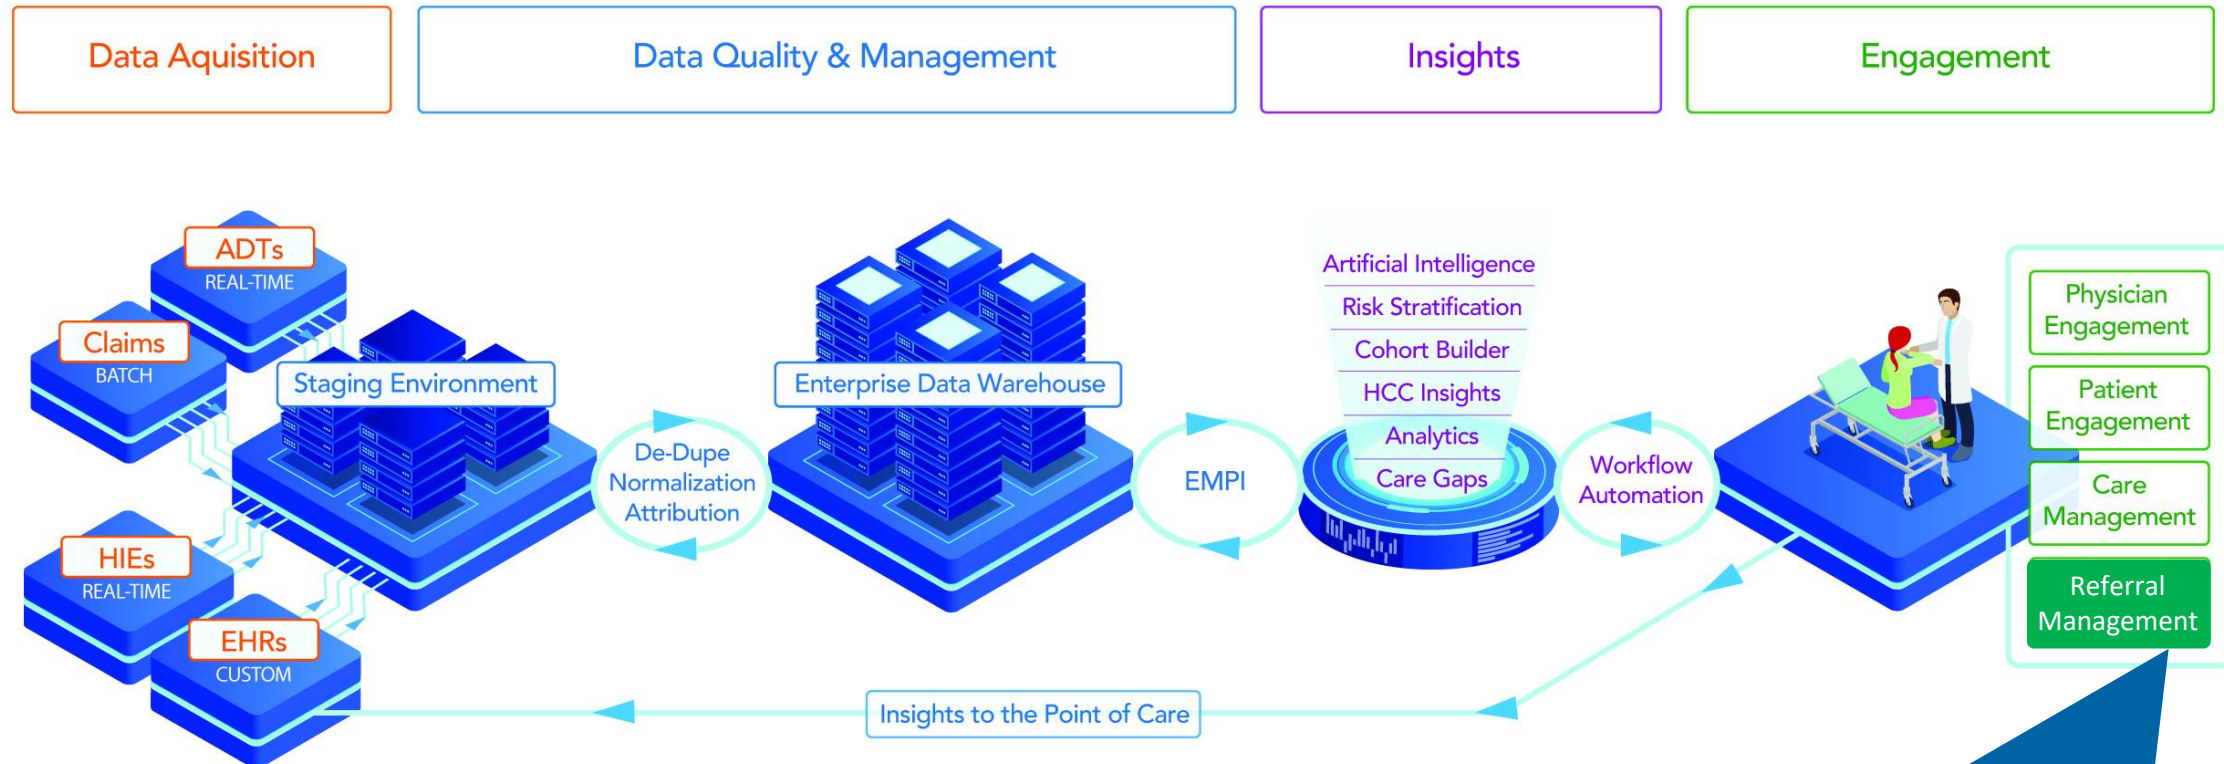 Data Aquisition
Data Quality & Management
Insights
Engagement
ADTs
REAL-TIME
Claims
BATCH
Staging Environment
HIEs
REAL-TIME
EHRs
CUSTOM
De-Dupe
Normalization
Attribution
Enterprise Data Warehouse
EMPI
Artificial Intelligence
Risk Stratification
Cohort Builder
HCC Insights
Analytics
Care Gaps
Workflow
Automation
Physician
Engagement
Patient
Engagement
Care
Management
Referral
Management
Insights to the Point of Care